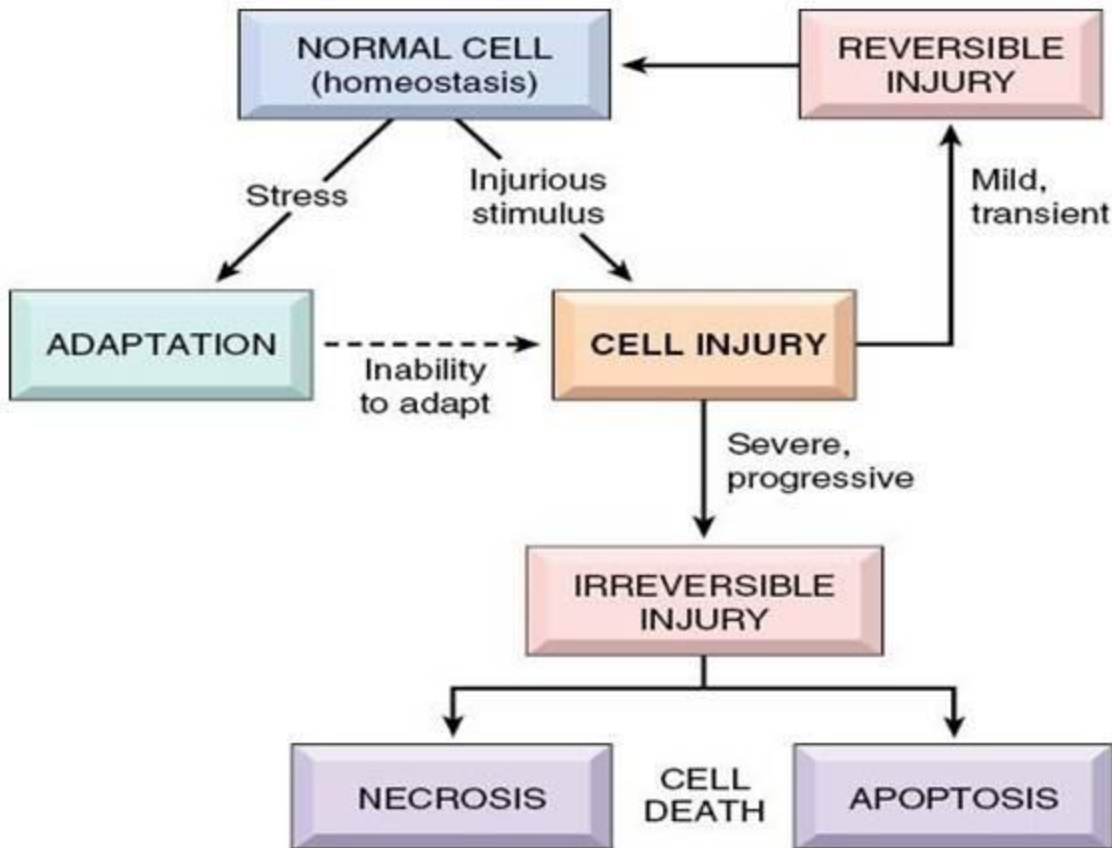 NORMAL CELL
(homeostasis)
REVERSIBLE
INJURY
Stress
Injurious
stimulus
Mild,
transient
ADAPTATION
Inability
to adapt
CELL INJURY
Severe,
progressive
IRREVERSIBLE
INJURY
NECROSIS
CELL
DEATH
APOPTOSIS